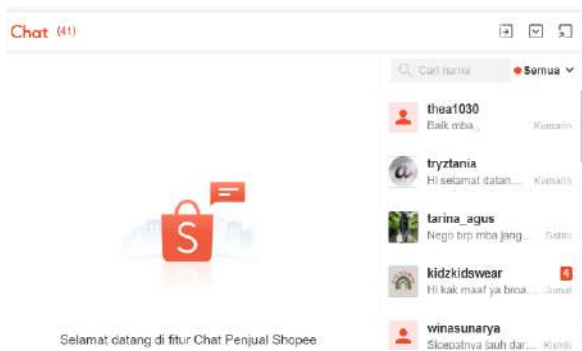 Chat (41)
Cari nama
Semua
thea1030
Baik mba..
Kemarin
tryztania
Hi selamat datan....
Kemarin
tarina_agus
Nego brp mba jang...
Sabtu
kidzkidswear
4
Hi kak maaf ya broa...
Jumat
winasunarya
Sicepatnya jauh dar...
Kamis
S
Selamat datang di fitur Chat Penjual Shopee